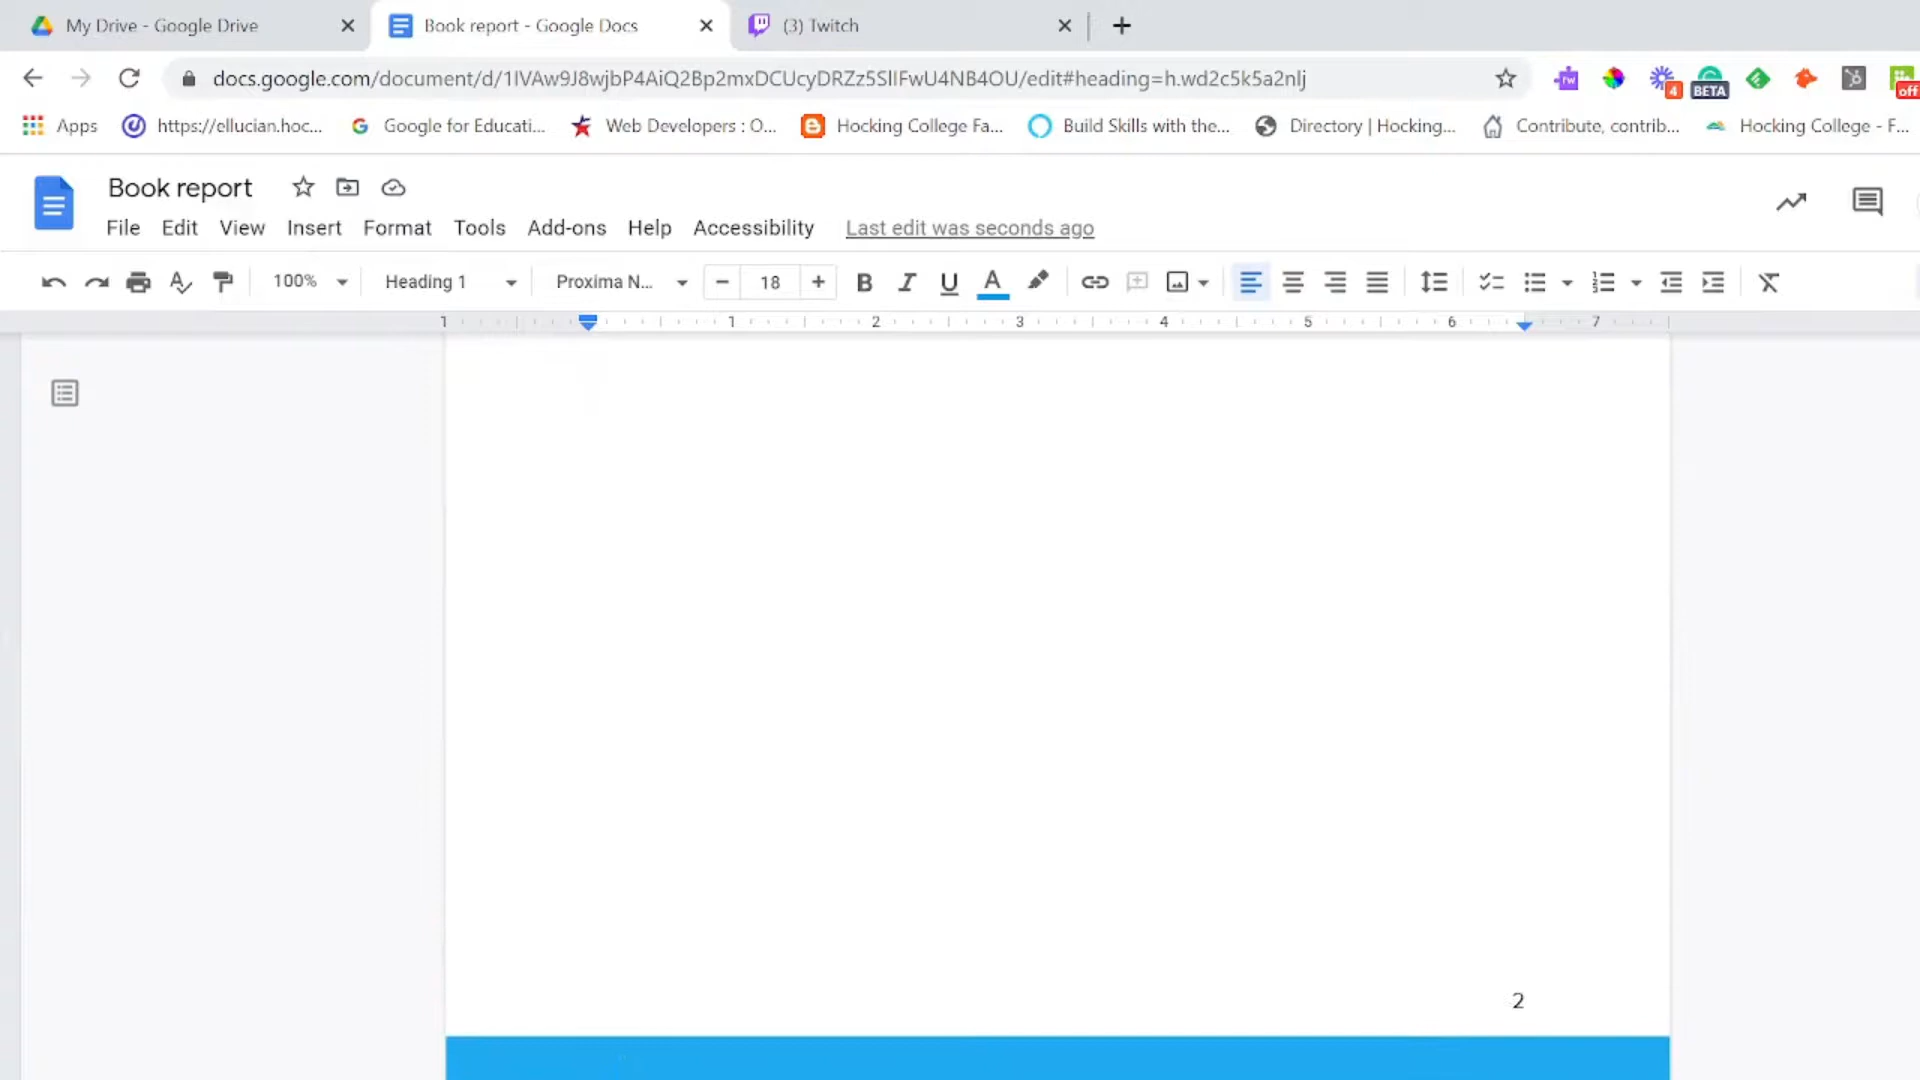 My Drive - Google Drive
Book report - Google Docs
(3) Twitch
docs.google.com/document/d/1IVAw9J8wjbP4AiQ2Bp2mxDCUcyDRZz5SlIFwU4NB4OU/edit#heading=h.wd2c5k5a2nlj
fw
4
BETA
off
Apps
https://ellucian.hoc...
Google for Educati...
Web Developers : O...
Hocking College Fa...
Build Skills with the...
Directory | Hocking...
Contribute, contrib...
Hocking College - F...
Book report
File Edit View Insert Format Tools Add-ons Help Accessibility Last edit was seconds ago
100% Heading 1 Proxima N... 18 B I U A
1 1 2 3 4 5 6 7
2